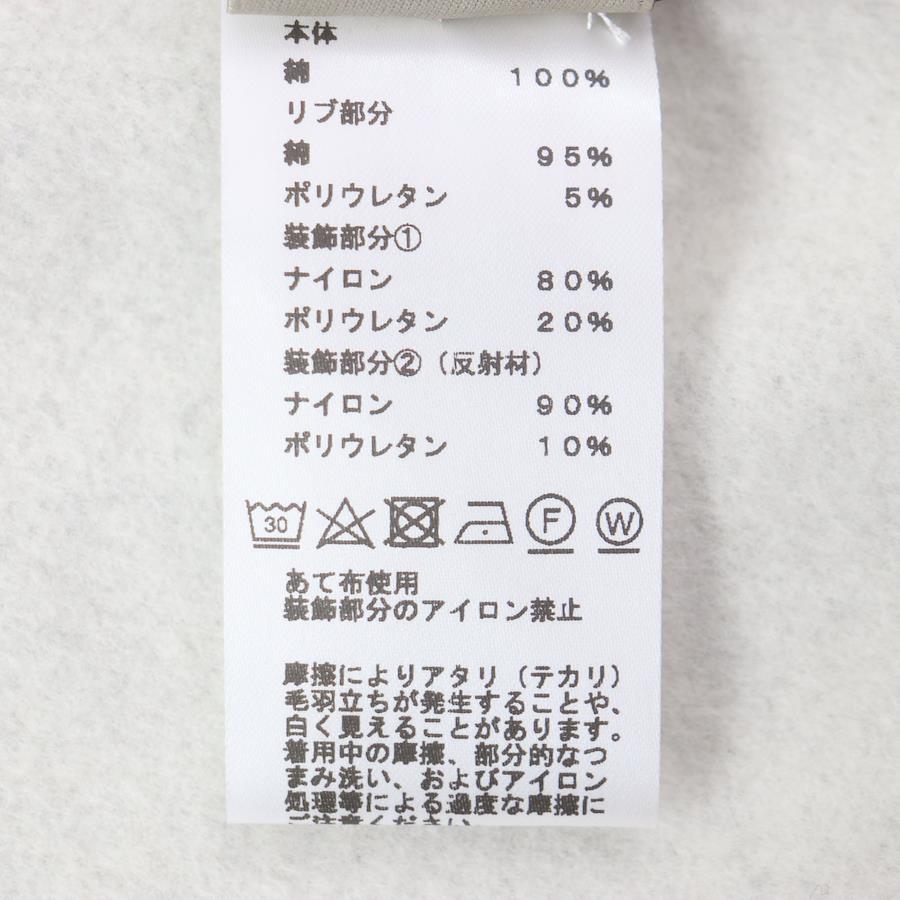 本体
綿 100%
リブ部分
綿 95%
ポリウレタン 5%
装飾部分①
ナイロン 80%
ポリウレタン 20%
装飾部分②(反射材)
ナイロン 90%
ポリウレタン 10%
30 F W
あて布使用
装飾部分のアイロン禁止
摩擦によりアタリ(テカリ)
毛羽立ちが発生することや、
白く見えることがあります。
着用中の摩擦、部分的なつ
まみ洗い、およびアイロン
処理等による過度な摩擦に
ご注意ください。